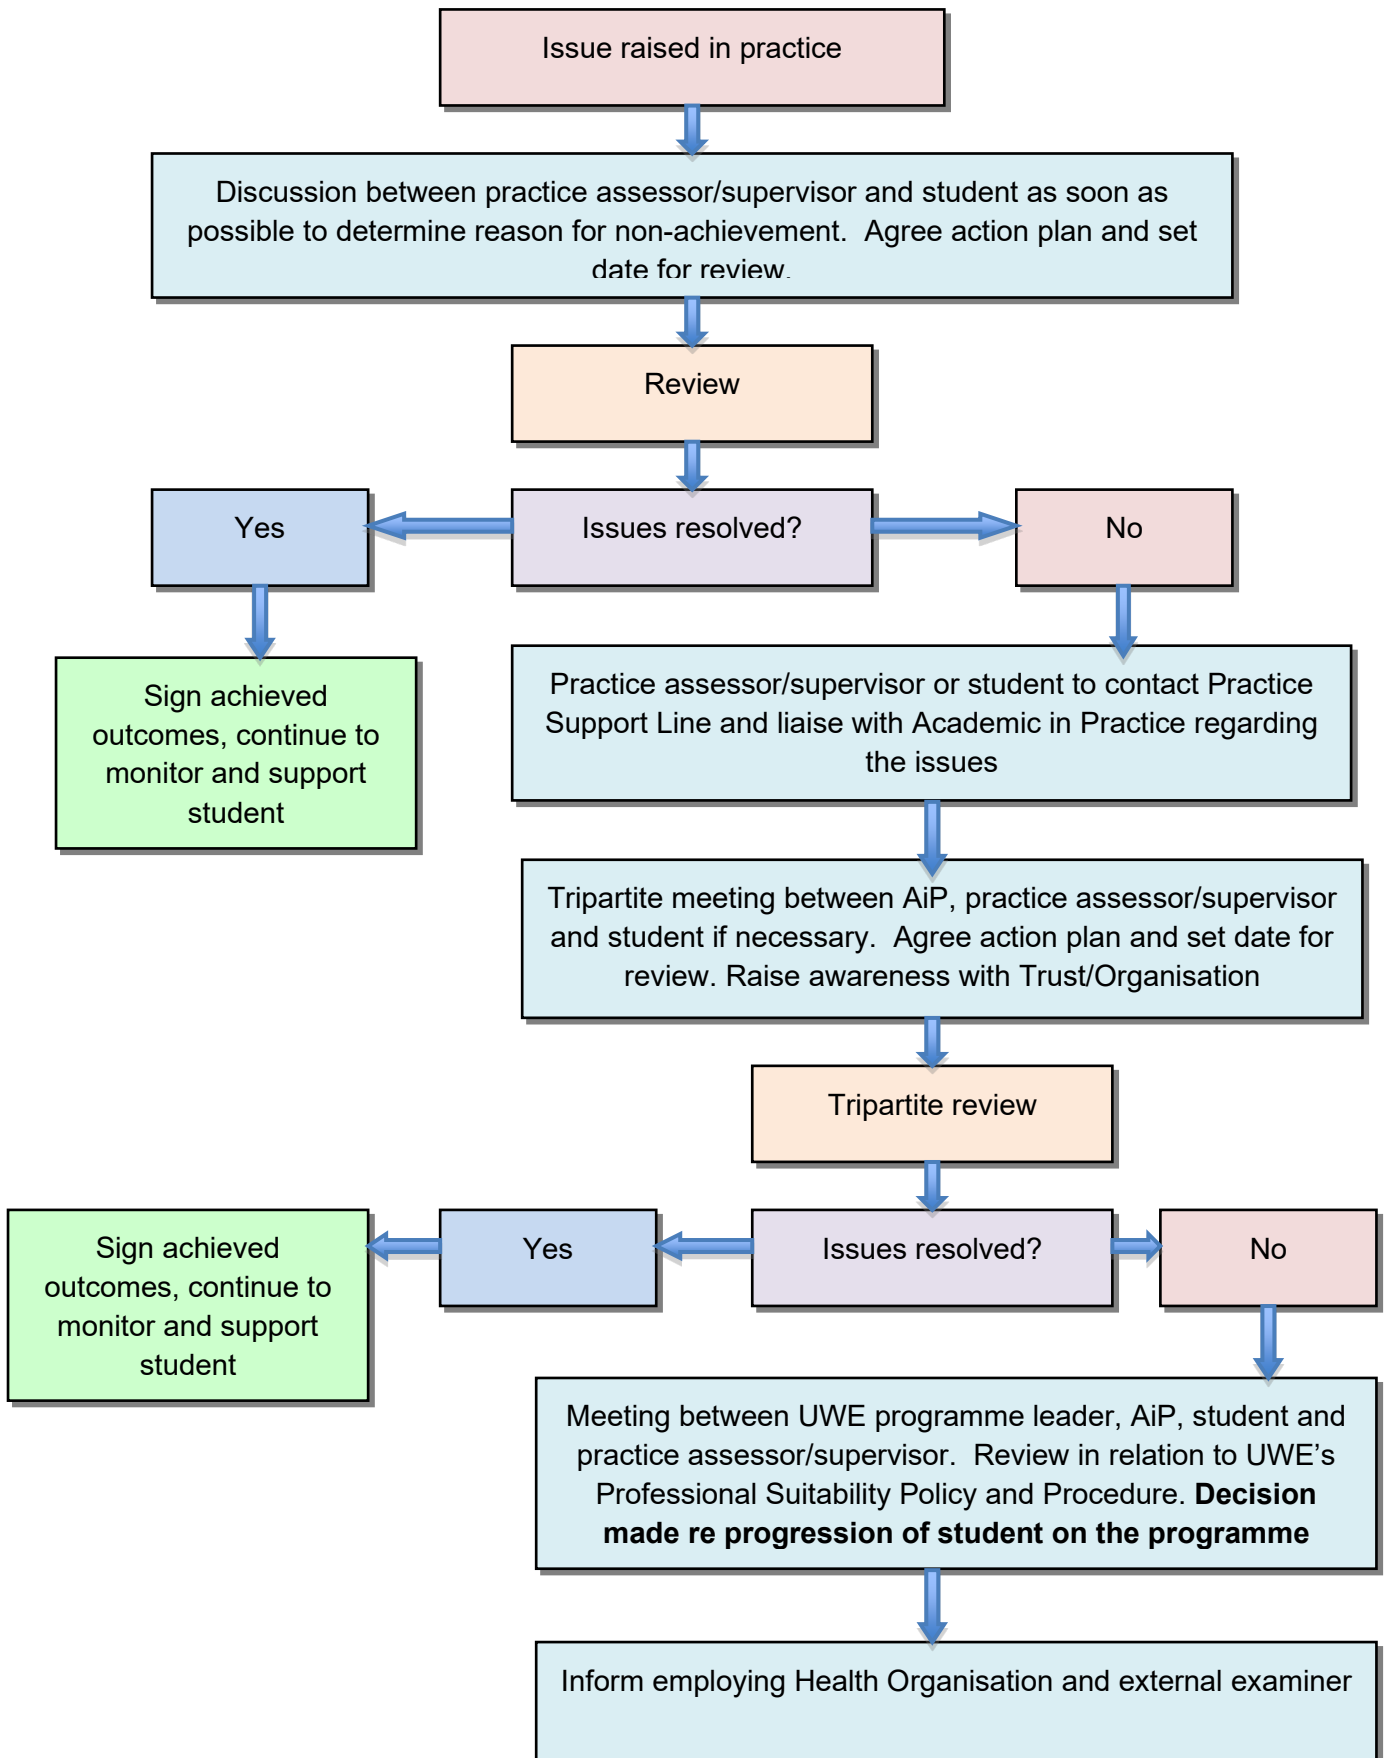 Issue raised in practice
Discussion between practice assessor/supervisor and student as soon as
possible to determine reason for non-achievement.  Agree action plan and set
date for review.
Review
Yes
Issues resolved?
No
Sign achieved
outcomes, continue to
monitor and support
student
Practice assessor/supervisor or student to contact Practice
Support Line and liaise with Academic in Practice regarding
the issues
Tripartite meeting between AiP, practice assessor/supervisor
and student if necessary.  Agree action plan and set date for
review. Raise awareness with Trust/Organisation
Tripartite review
Sign achieved
outcomes, continue to
monitor and support
student
Yes
Issues resolved?
No
Meeting between UWE programme leader, AiP, student and
practice assessor/supervisor.  Review in relation to UWE’s
Professional Suitability Policy and Procedure. Decision
made re progression of student on the programme
Inform employing Health Organisation and external examiner